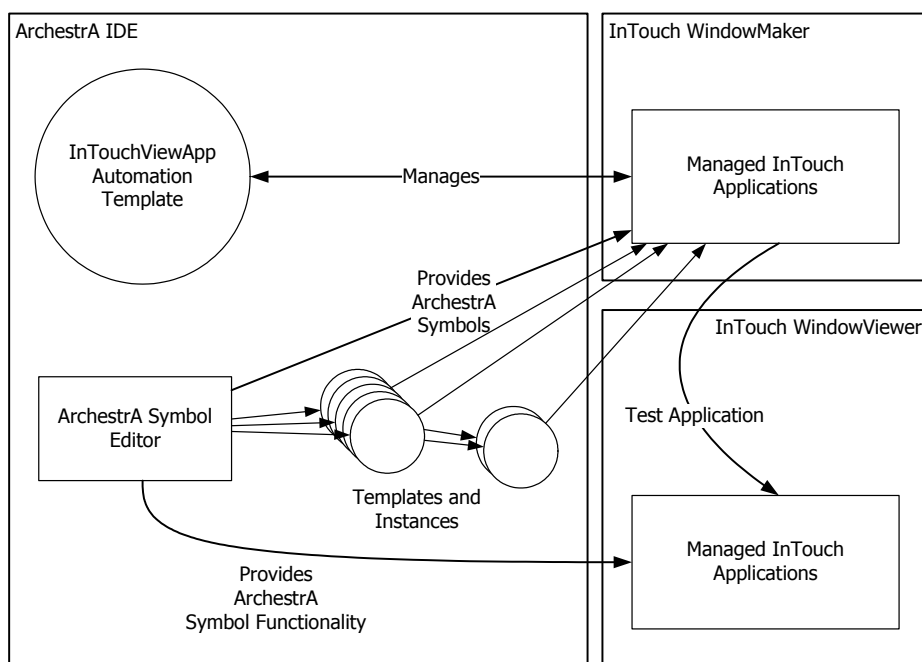 ArchestrA IDE
InTouch WindowMaker
InTouchViewApp
Automation
Template
Manages
Managed InTouch
Applications
Provides
ArchestrA
Symbols
InTouch WindowViewer
ArchestrA Symbol
Editor
Test Application
Templates and
Instances
Managed InTouch
Applications
Provides
ArchestrA
Symbol Functionality